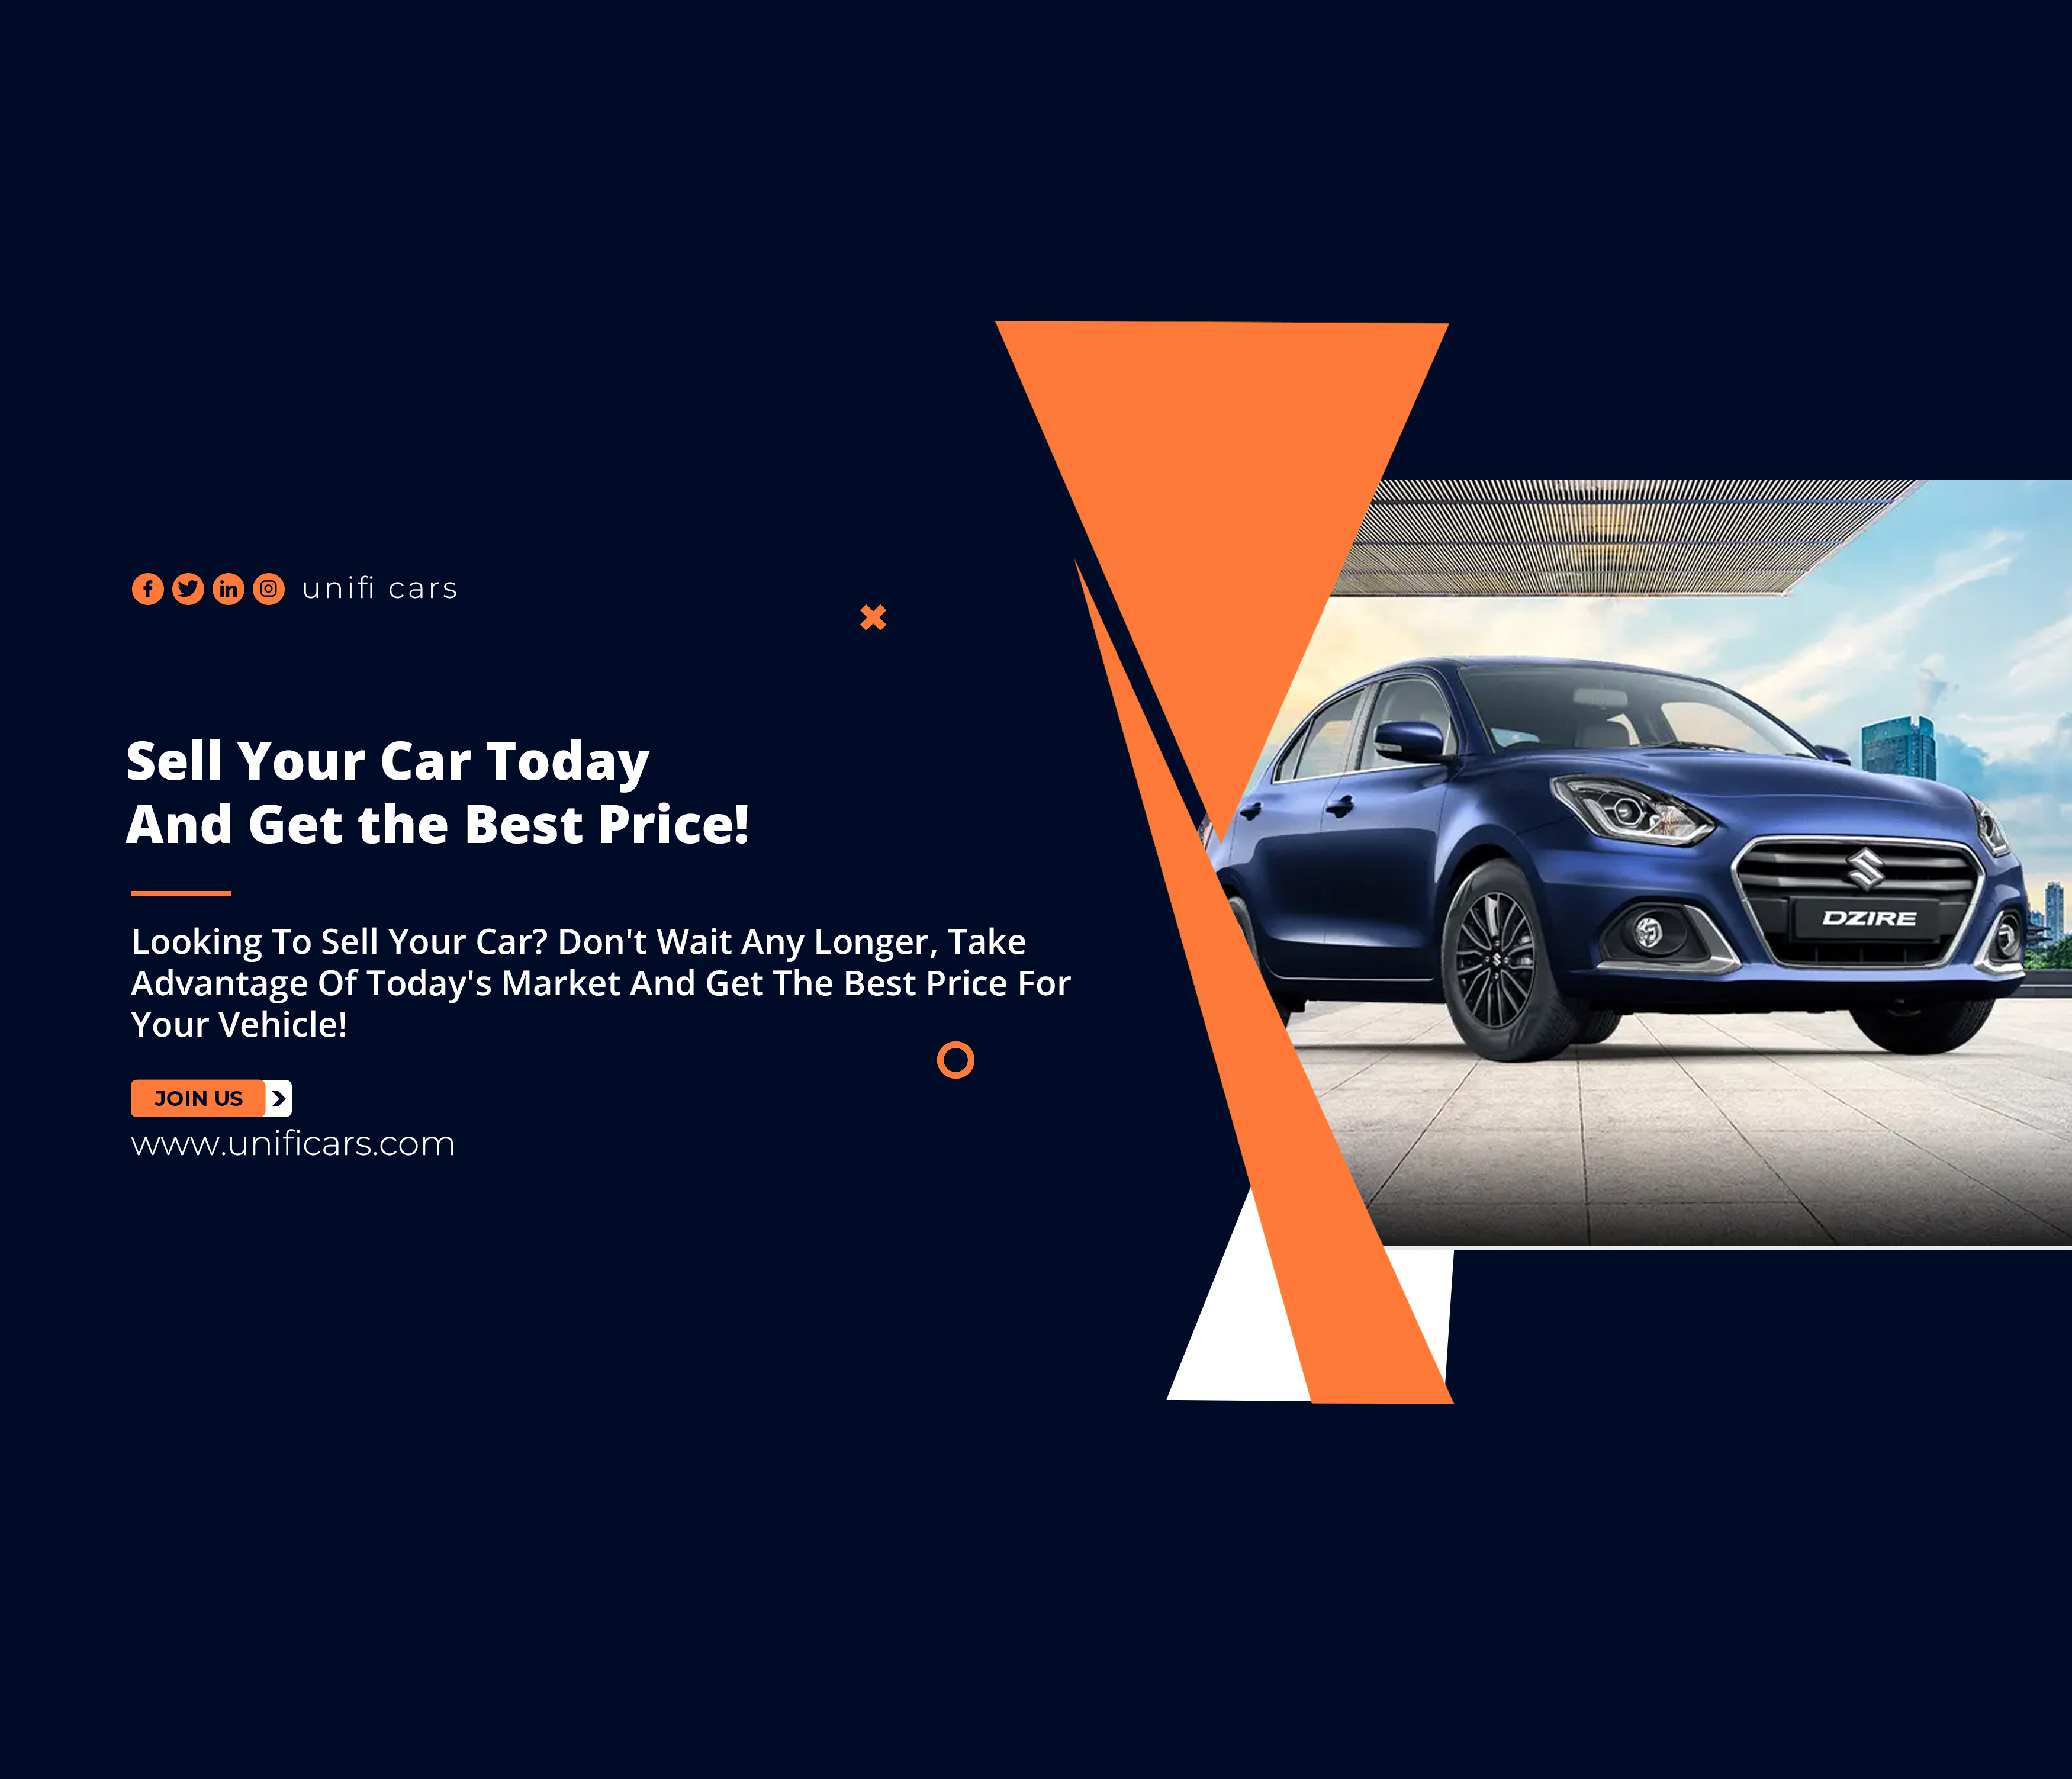 unifi cars
Sell Your Car Today
And Get the Best Price!
Looking To Sell Your Car? Don't Wait Any Longer, Take
Advantage Of Today's Market And Get The Best Price For
Your Vehicle!
JOIN US
www.unificars.com
DZIRE